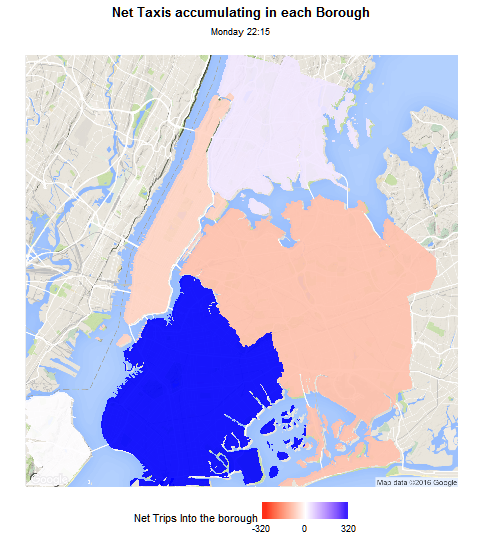 Net Taxis accumulating in each Borough
Monday 22:15
Map data ©2016 Google
Net Trips Into the borough
-320 0 320